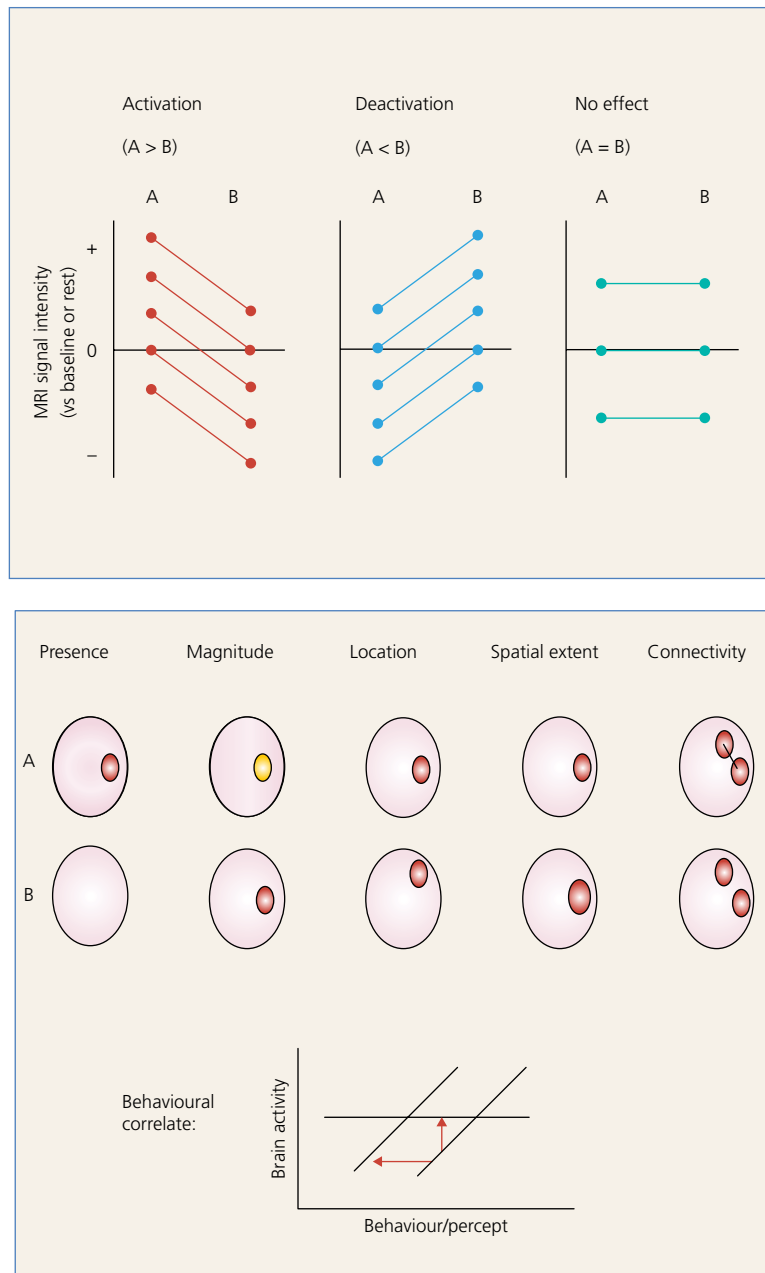 Activation Deactivation No effect
(A > B) (A < B) (A = B)
A B A B A B
+
MRI signal intensity
(vs baseline or rest)
0
–
Presence Magnitude Location Spatial extent Connectivity
A
B
Behavioural
correlate:
Brain activity
Behaviour/percept